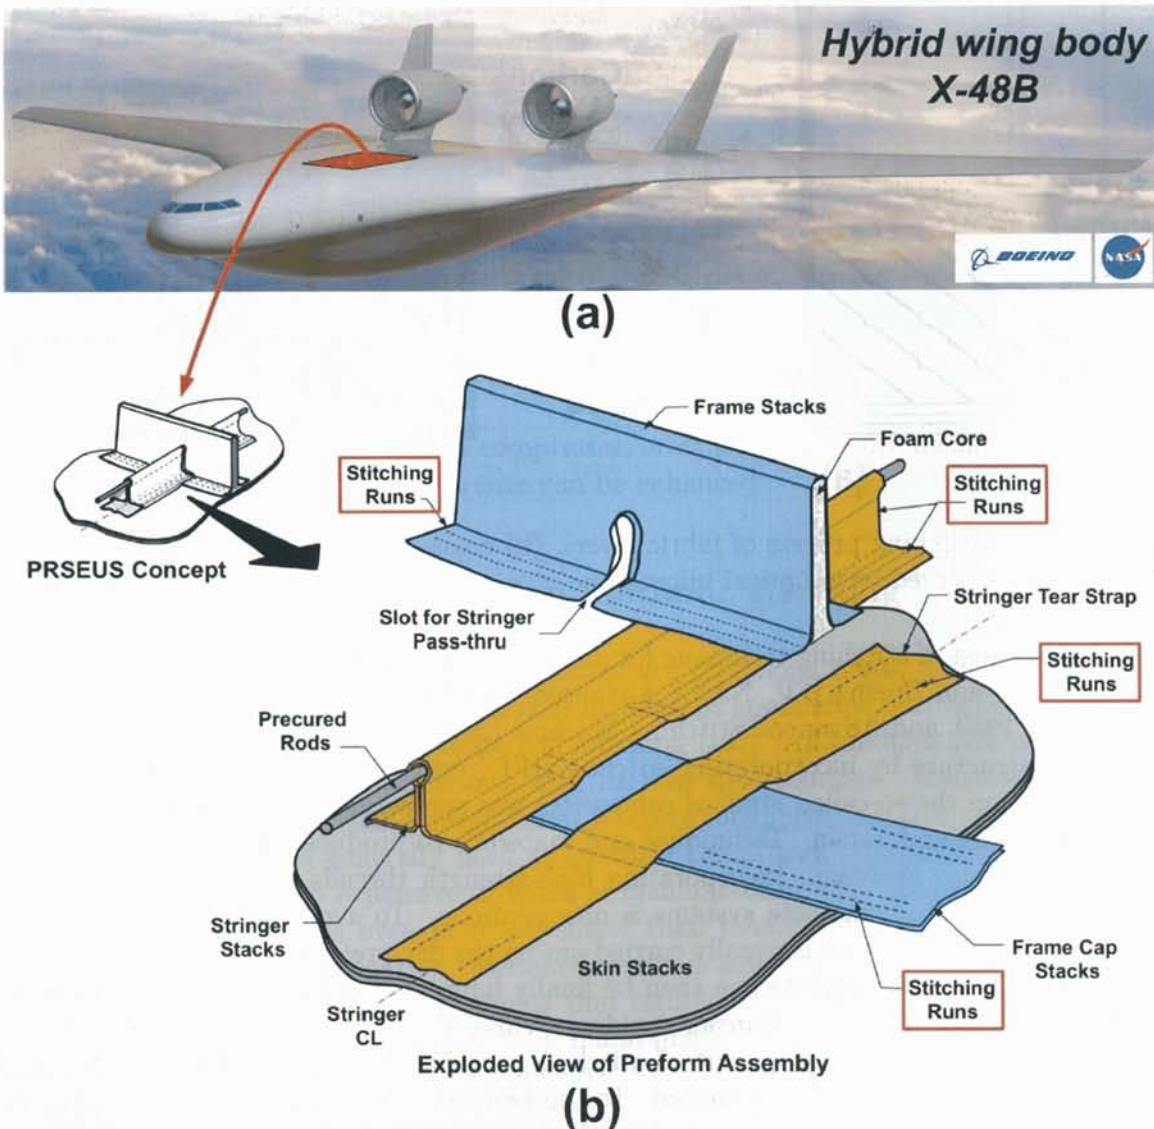 Hybrid wing body
X-48B
BOEING
NASA
(a)
Frame Stacks
Foam Core
Stitching
Runs
Stitching
Runs
PRSEUS Concept
Slot for Stringer
Pass-thru
Stringer Tear Strap
Stitching
Runs
Precured
Rods
Stringer
Stacks
Skin Stacks
Frame Cap
Stacks
Stitching
Runs
Stringer
CL
Exploded View of Preform Assembly
(b)